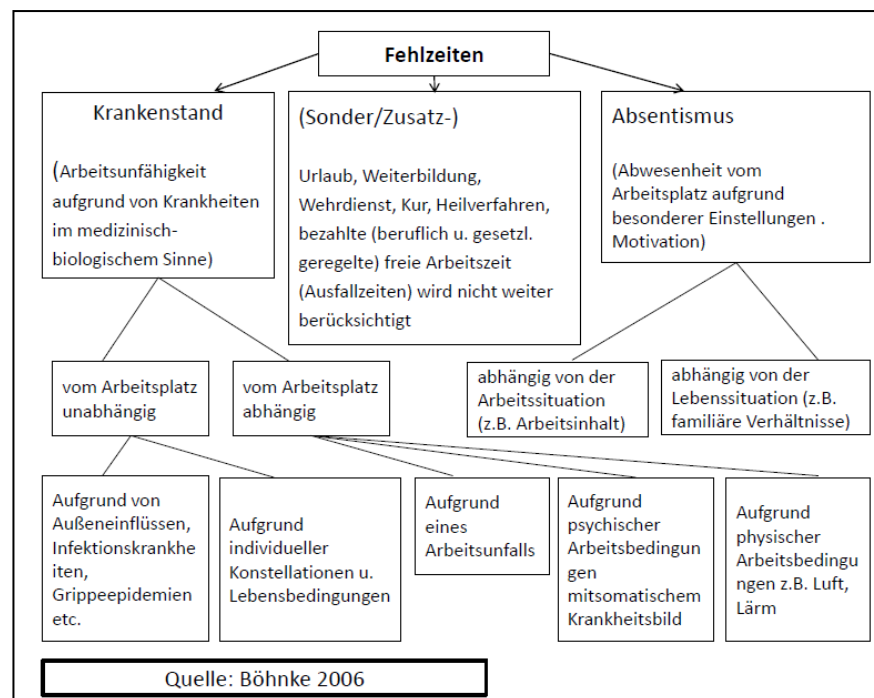 Fehlzeiten
Krankenstand
(Arbeitsunfähigkeit
aufgrund von Krankheiten
im medizinisch-
biologischem Sinne)
(Sonder/Zusatz-)
Urlaub, Weiterbildung,
Wehrdienst, Kur, Heilverfahren,
bezahlte (beruflich u. gesetzl.
geregelte) freie Arbeitszeit
(Ausfallzeiten) wird nicht weiter
berücksichtigt
Absentismus
(Abwesenheit vom
Arbeitsplatz aufgrund
besonderer Einstellungen .
Motivation)
vom Arbeitsplatz
unabhängig
vom Arbeitsplatz
abhängig
abhängig von der
Arbeitssituation
(z.B. Arbeitsinhalt)
abhängig von der
Lebenssituation (z.B.
familiäre Verhältnisse)
Aufgrund von
Außeneinflüssen,
Infektionskrankhe
iten,
Grippeepidemien
etc.
Aufgrund
individueller
Konstellationen u.
Lebensbedingungen
Aufgrund
eines
Arbeitsunfalls
Aufgrund
psychischer
Arbeitsbedingun
gen
mitsomatischem
Krankheitsbild
Aufgrund
physischer
Arbeitsbedingu
ngen z.B. Luft,
Lärm
Quelle: Böhnke 2006